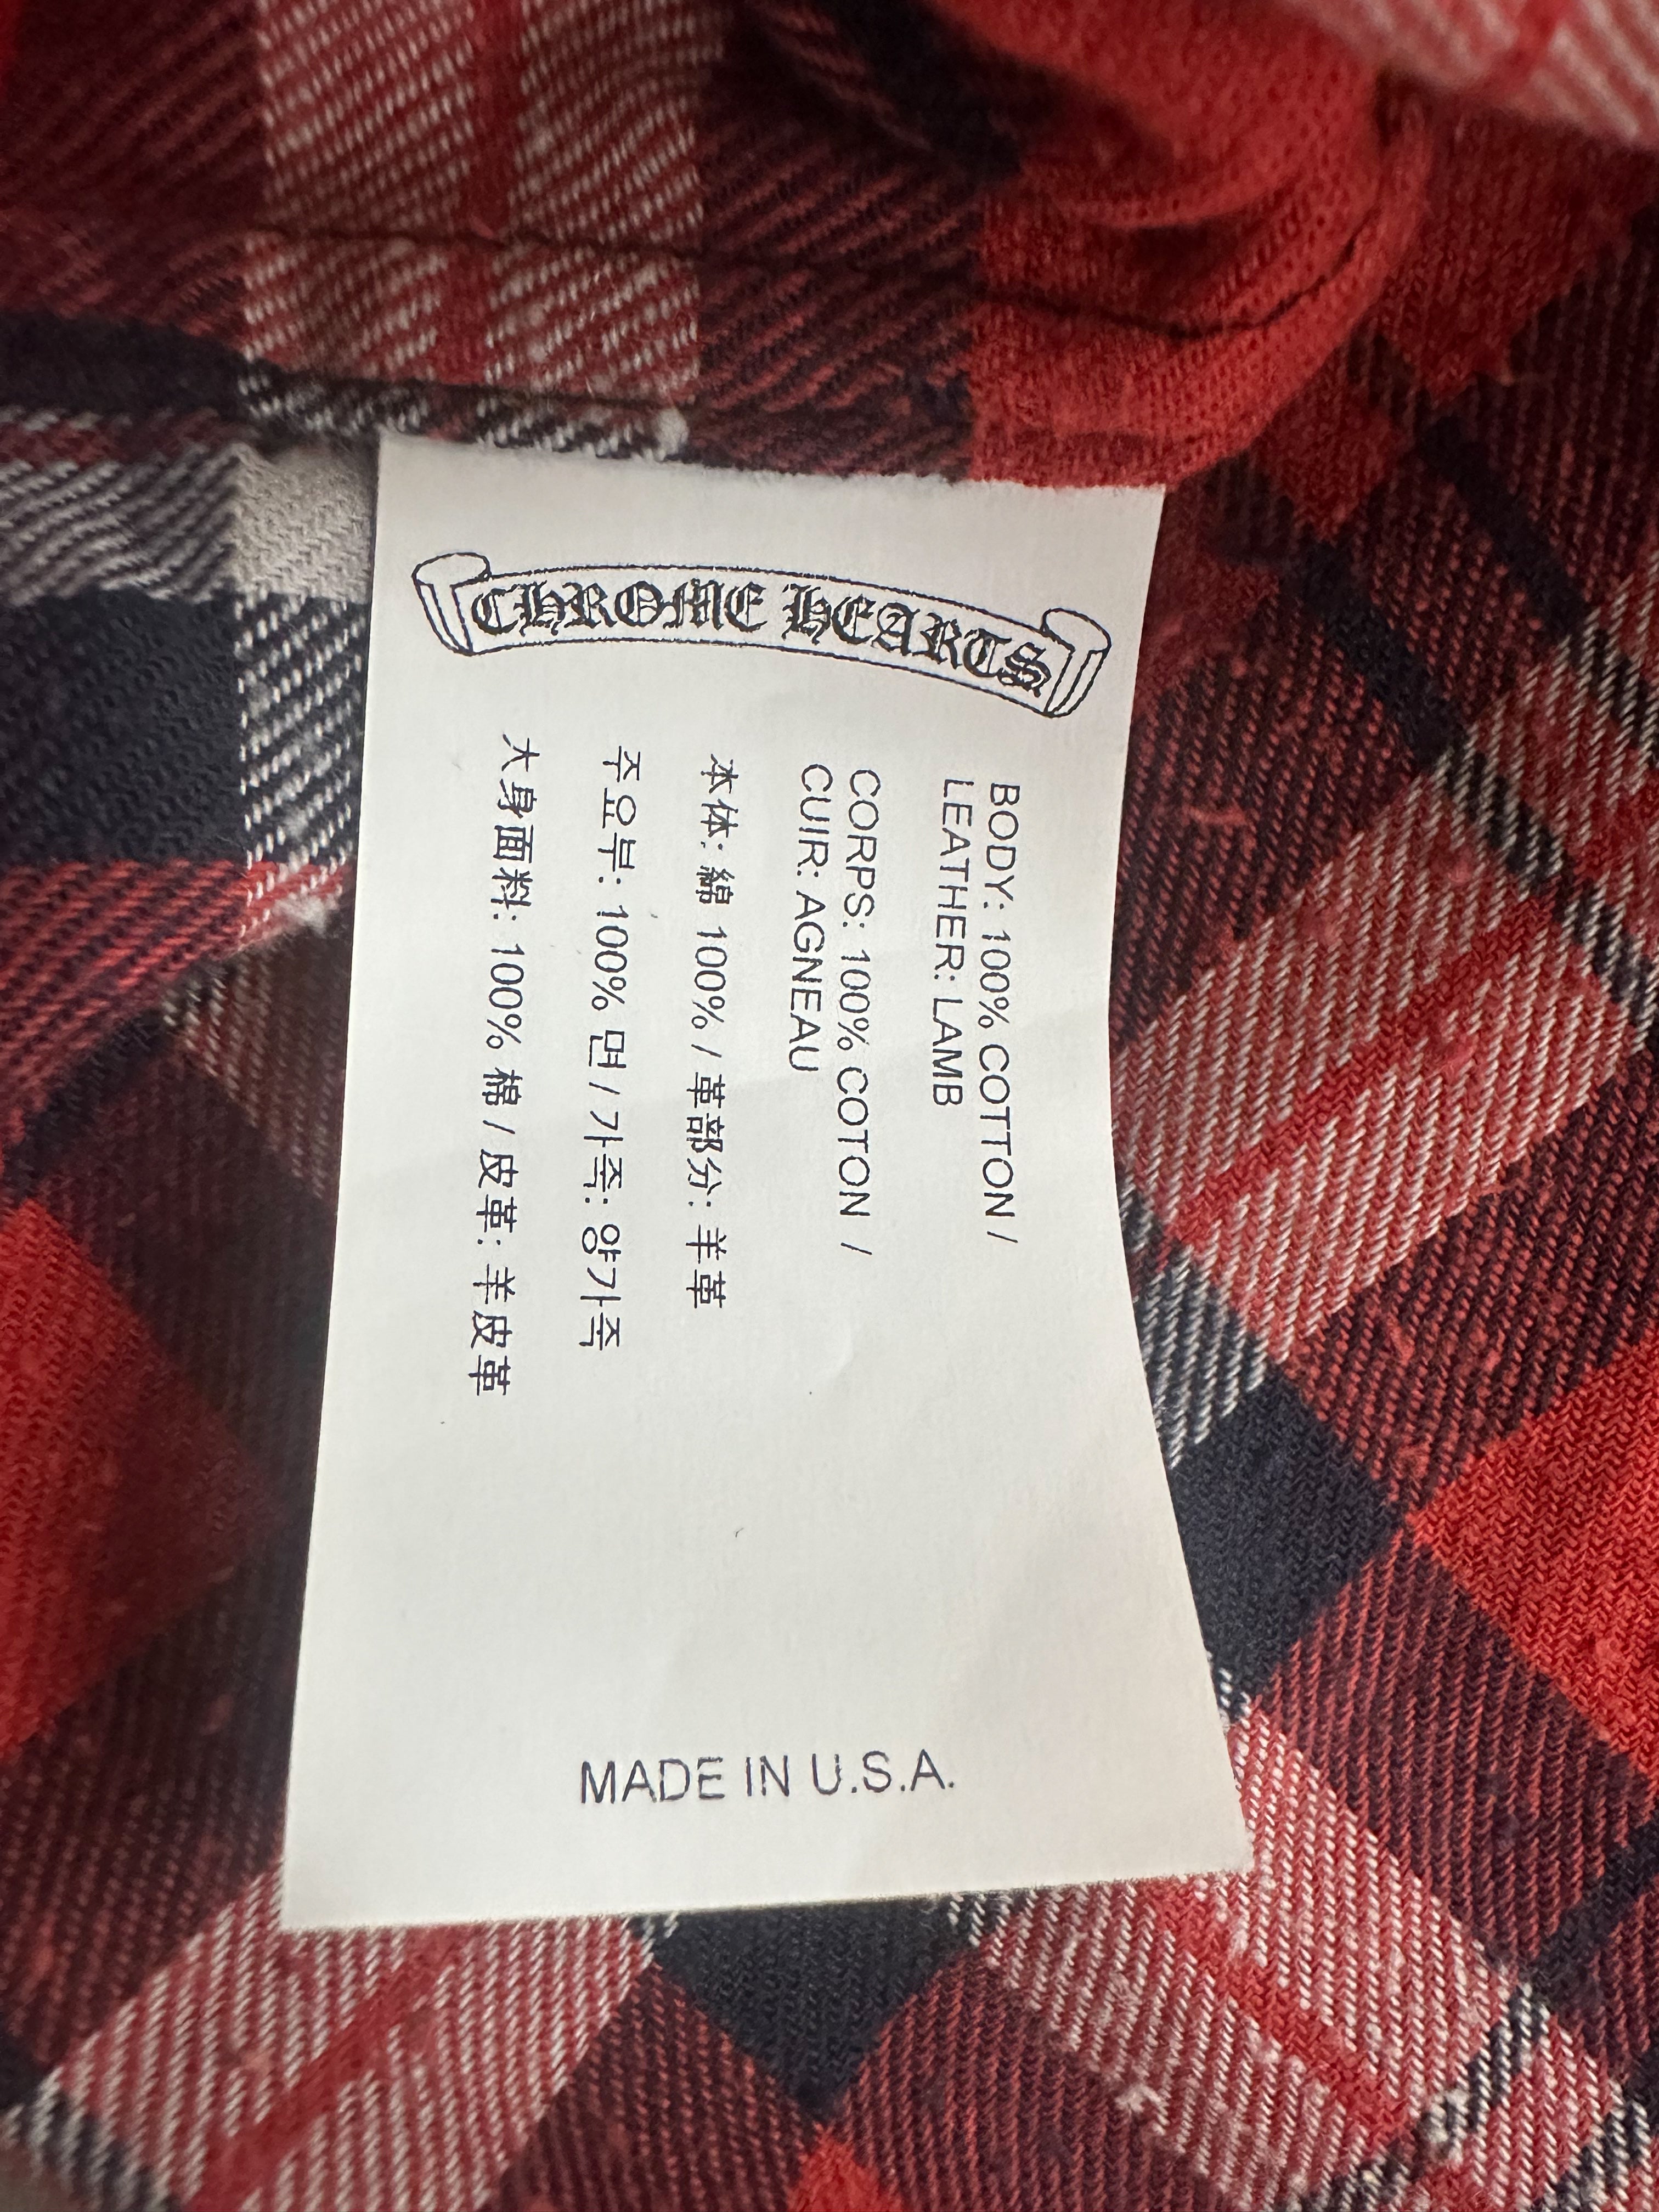 CHROME HEARTS
BODY: 100% COTTON /
LEATHER: LAMB
CORPS: 100% COTON /
CUIR: AGNEAU
本体: 綿 100% / 革部分: 羊革
주요부: 100% 면 / 가죽: 양가죽
大身面料: 100% 棉 / 皮革: 羊皮革
MADE IN U.S.A.